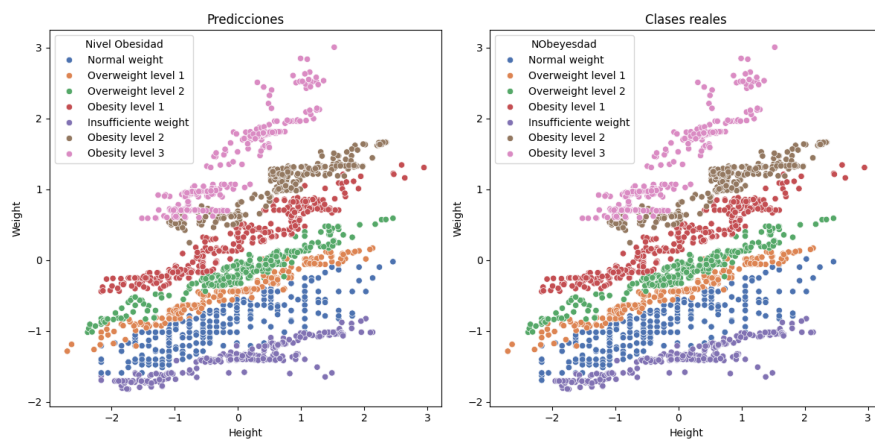 Predicciones
Nivel Obesidad
Normal weight
Overweight level 1
Overweight level 2
Obesity level 1
Insufficiente weight
Obesity level 2
Obesity level 3
Weight
3
2
1
0
−1
−2
−2
−1
0
1
2
3
Height
Clases reales
NObeyesdad
Normal weight
Overweight level 1
Overweight level 2
Obesity level 1
Insufficiente weight
Obesity level 2
Obesity level 3
Weight
3
2
1
0
−1
−2
−2
−1
0
1
2
3
Height